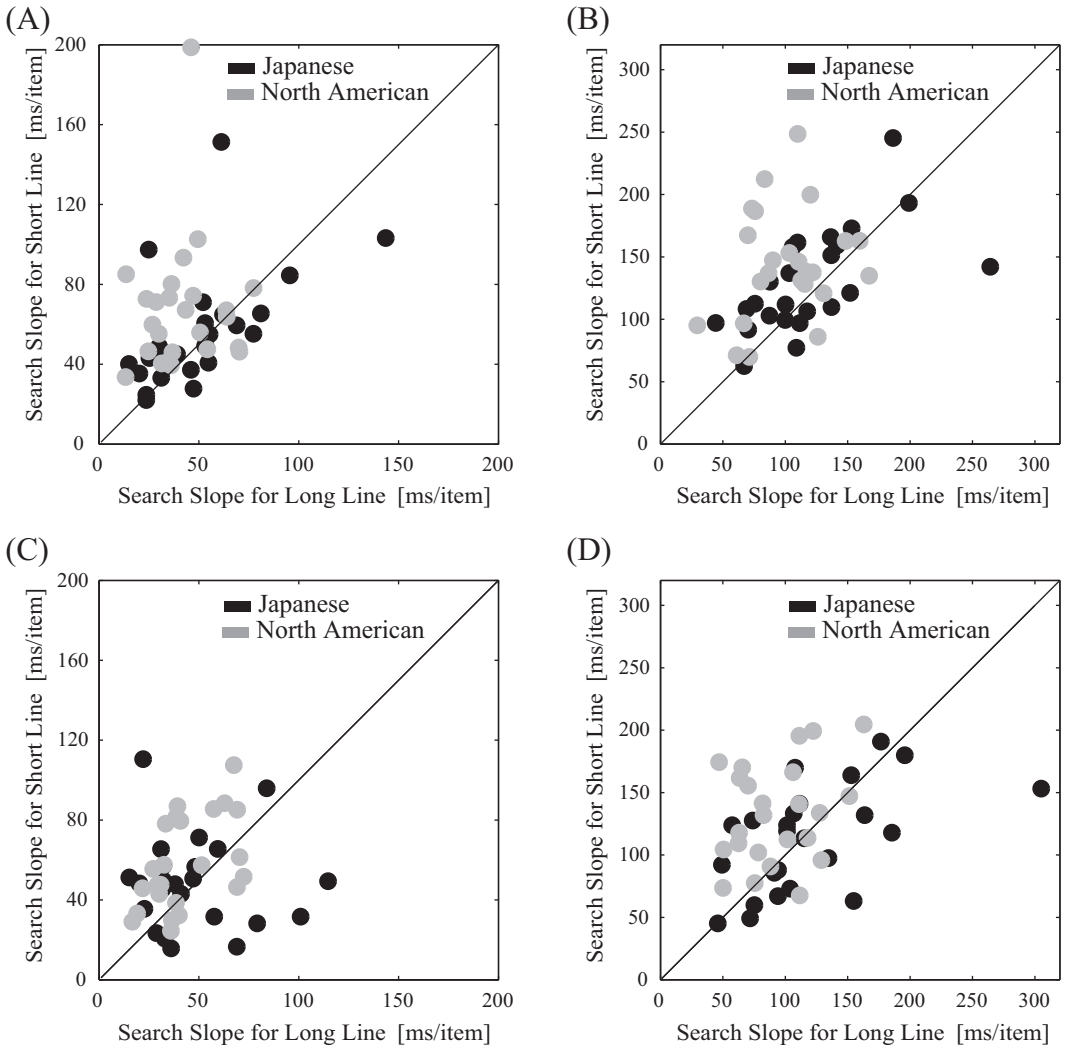 (A)
Search Slope for Short Line [ms/item]
200
160
120
80
40
0
Japanese
North American
0 50 100 150 200
Search Slope for Long Line [ms/item]
(B)
Search Slope for Short Line [ms/item]
300
250
200
150
100
50
0
Japanese
North American
0 50 100 150 200 250 300
Search Slope for Long Line [ms/item]
(C)
Search Slope for Short Line [ms/item]
200
160
120
80
40
0
Japanese
North American
0 50 100 150 200
Search Slope for Long Line [ms/item]
(D)
Search Slope for Short Line [ms/item]
300
250
200
150
100
50
0
Japanese
North American
0 50 100 150 200 250 300
Search Slope for Long Line [ms/item]